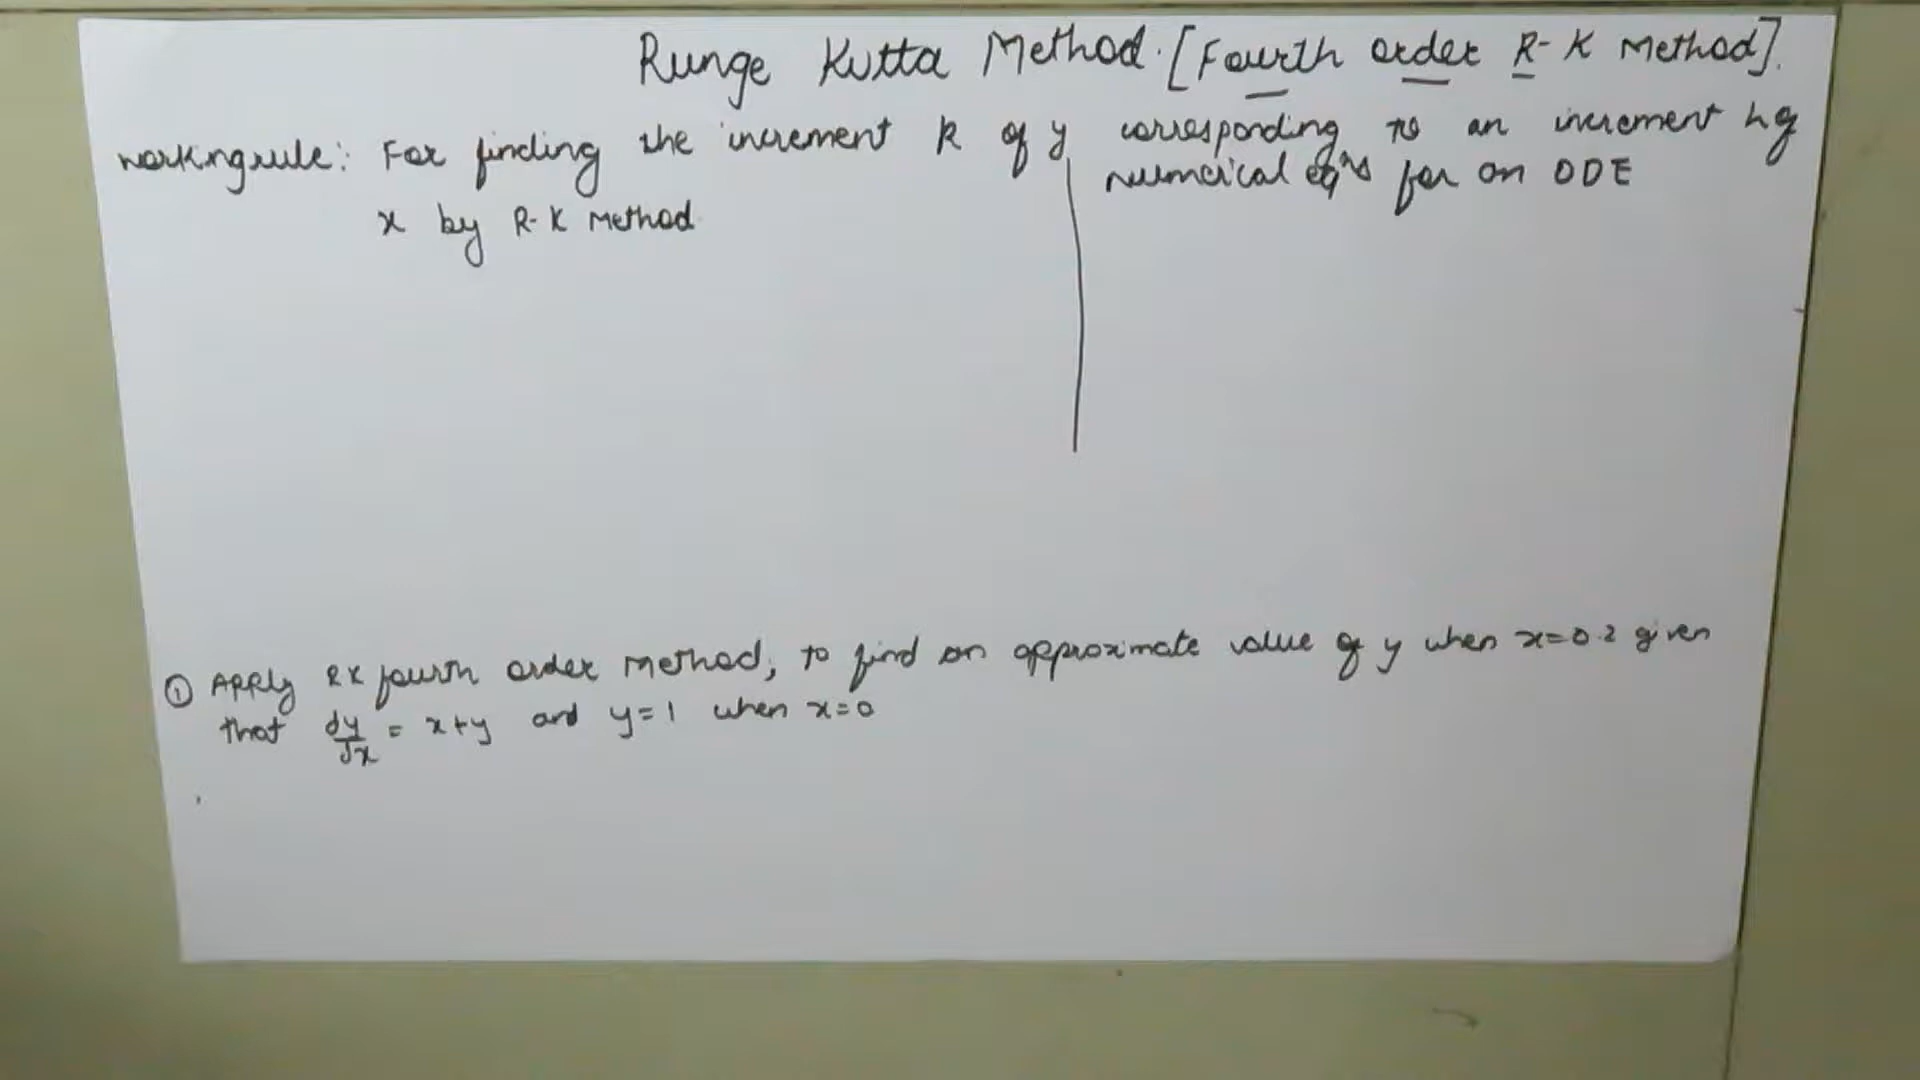 Runge Kutta Method. [Fourth order R-K Method].
Working rule: For finding the increment k of y corresponding to an increment h of
x by R-K Method
numerical eqns for an ODE
① Apply RK fourth order method, to find an approximate value of y when x=0.2 given
that dy/dx = x+y and y=1 when x=0